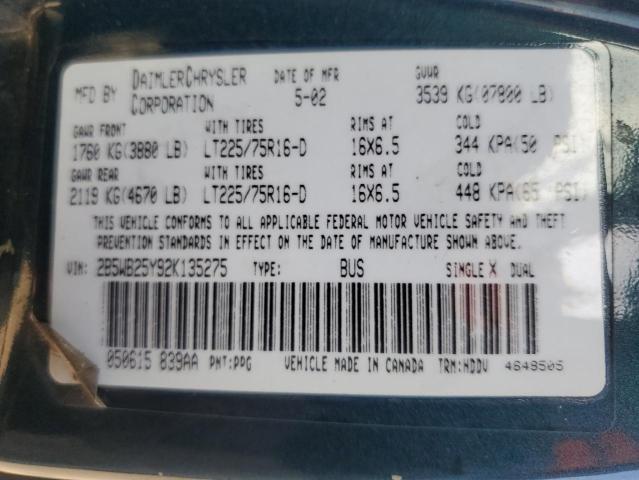 MFD BY DAIMLERCHRYSLER CORPORATION DATE OF MFR 5-02 GVWR 3539 KG(07800 LB)
GAWR FRONT WITH TIRES RIMS AT COLD
1760 KG(3880 LB) LT225/75R16-D 16X6.5 344 KPA(50 PSI)
GAWR REAR WITH TIRES RIMS AT COLD
2119 KG(4670 LB) LT225/75R16-D 16X6.5 448 KPA(65 PSI)
THIS VEHICLE CONFORMS TO ALL APPLICABLE FEDERAL MOTOR VEHICLE SAFETY AND THEFT
PREVENTION STANDARDS IN EFFECT ON THE DATE OF MANUFACTURE SHOWN ABOVE.
VIN: 2B5WB25Y92K135275 TYPE: BUS SINGLE X DUAL
050615 839AA PNT:PPG VEHICLE MADE IN CANADA TRM:HDDV 4648505